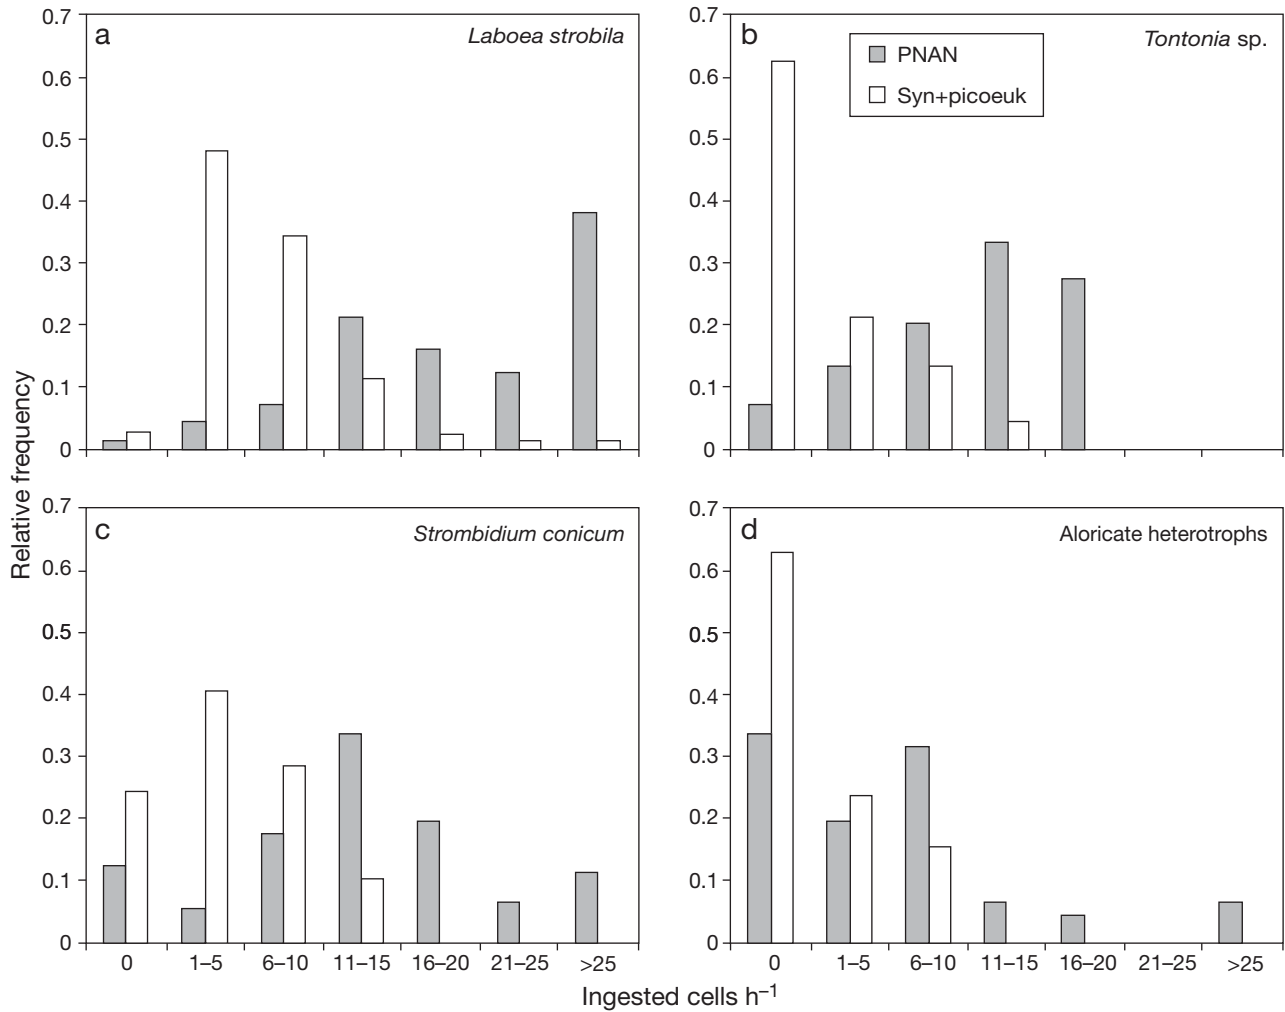 a
Laboea strobila
0.7
0.6
0.5
0.4
0.3
0.2
0.1
0
b
Tontonia sp.
PNAN
Syn+picoeuk
0.7
0.6
0.5
0.4
0.3
0.2
0.1
0
Relative frequency
c
Strombidium conicum
0.7
0.6
0.5
0.4
0.3
0.2
0.1
0
0 1–5 6–10 11–15 16–20 21–25 >25
d
Aloricate heterotrophs
0.7
0.6
0.5
0.4
0.3
0.2
0.1
0
0 1–5 6–10 11–15 16–20 21–25 >25
Ingested cells h⁻¹